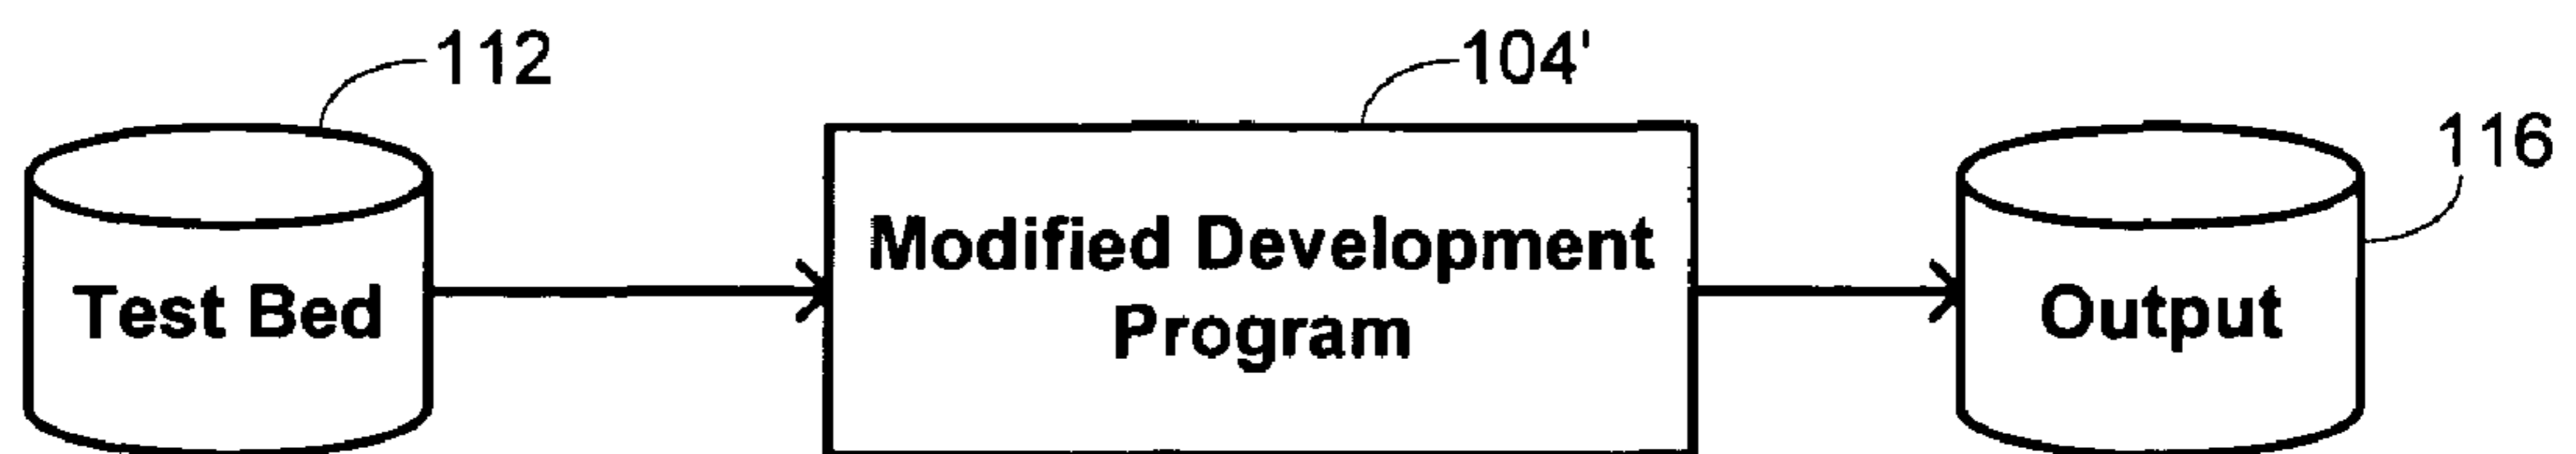 112
104'
116
Test Bed
Modified Development
Program
Output